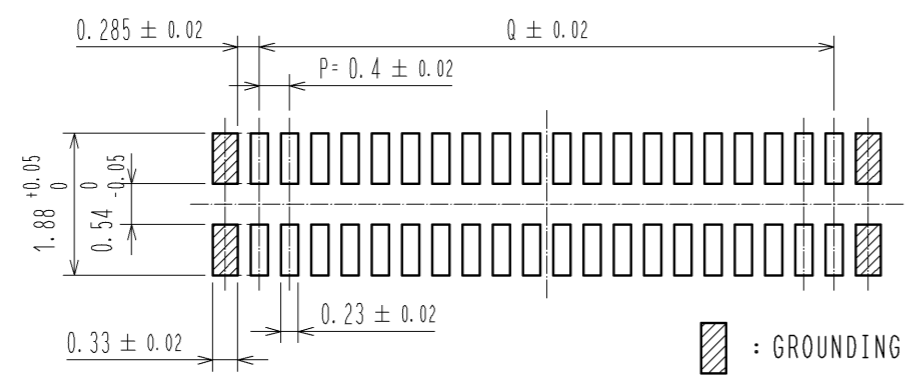 0.285 ± 0.02
Q ± 0.02
P= 0.4 ± 0.02
1.88 +0.05 0
0.54 0 -0.05
0.23 ± 0.02
0.33 ± 0.02
: GROUNDING